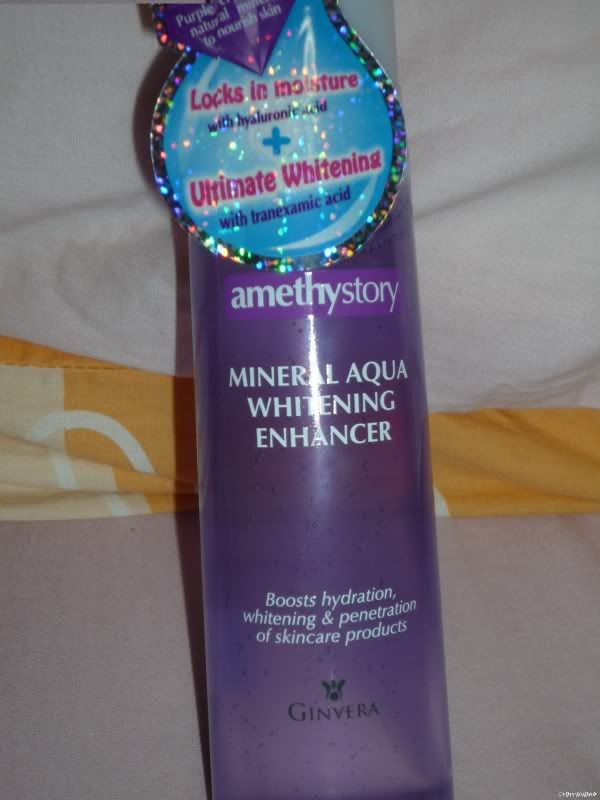 Purple
natural
to nourish skin
Locks in moisture
with hyaluronic acid
+
Ultimate Whitening
with tranexamic acid
amethystory
MINERAL AQUA
WHITENING
ENHANCER
Boosts hydration,
whitening & penetration
of skincare products
GINVERA